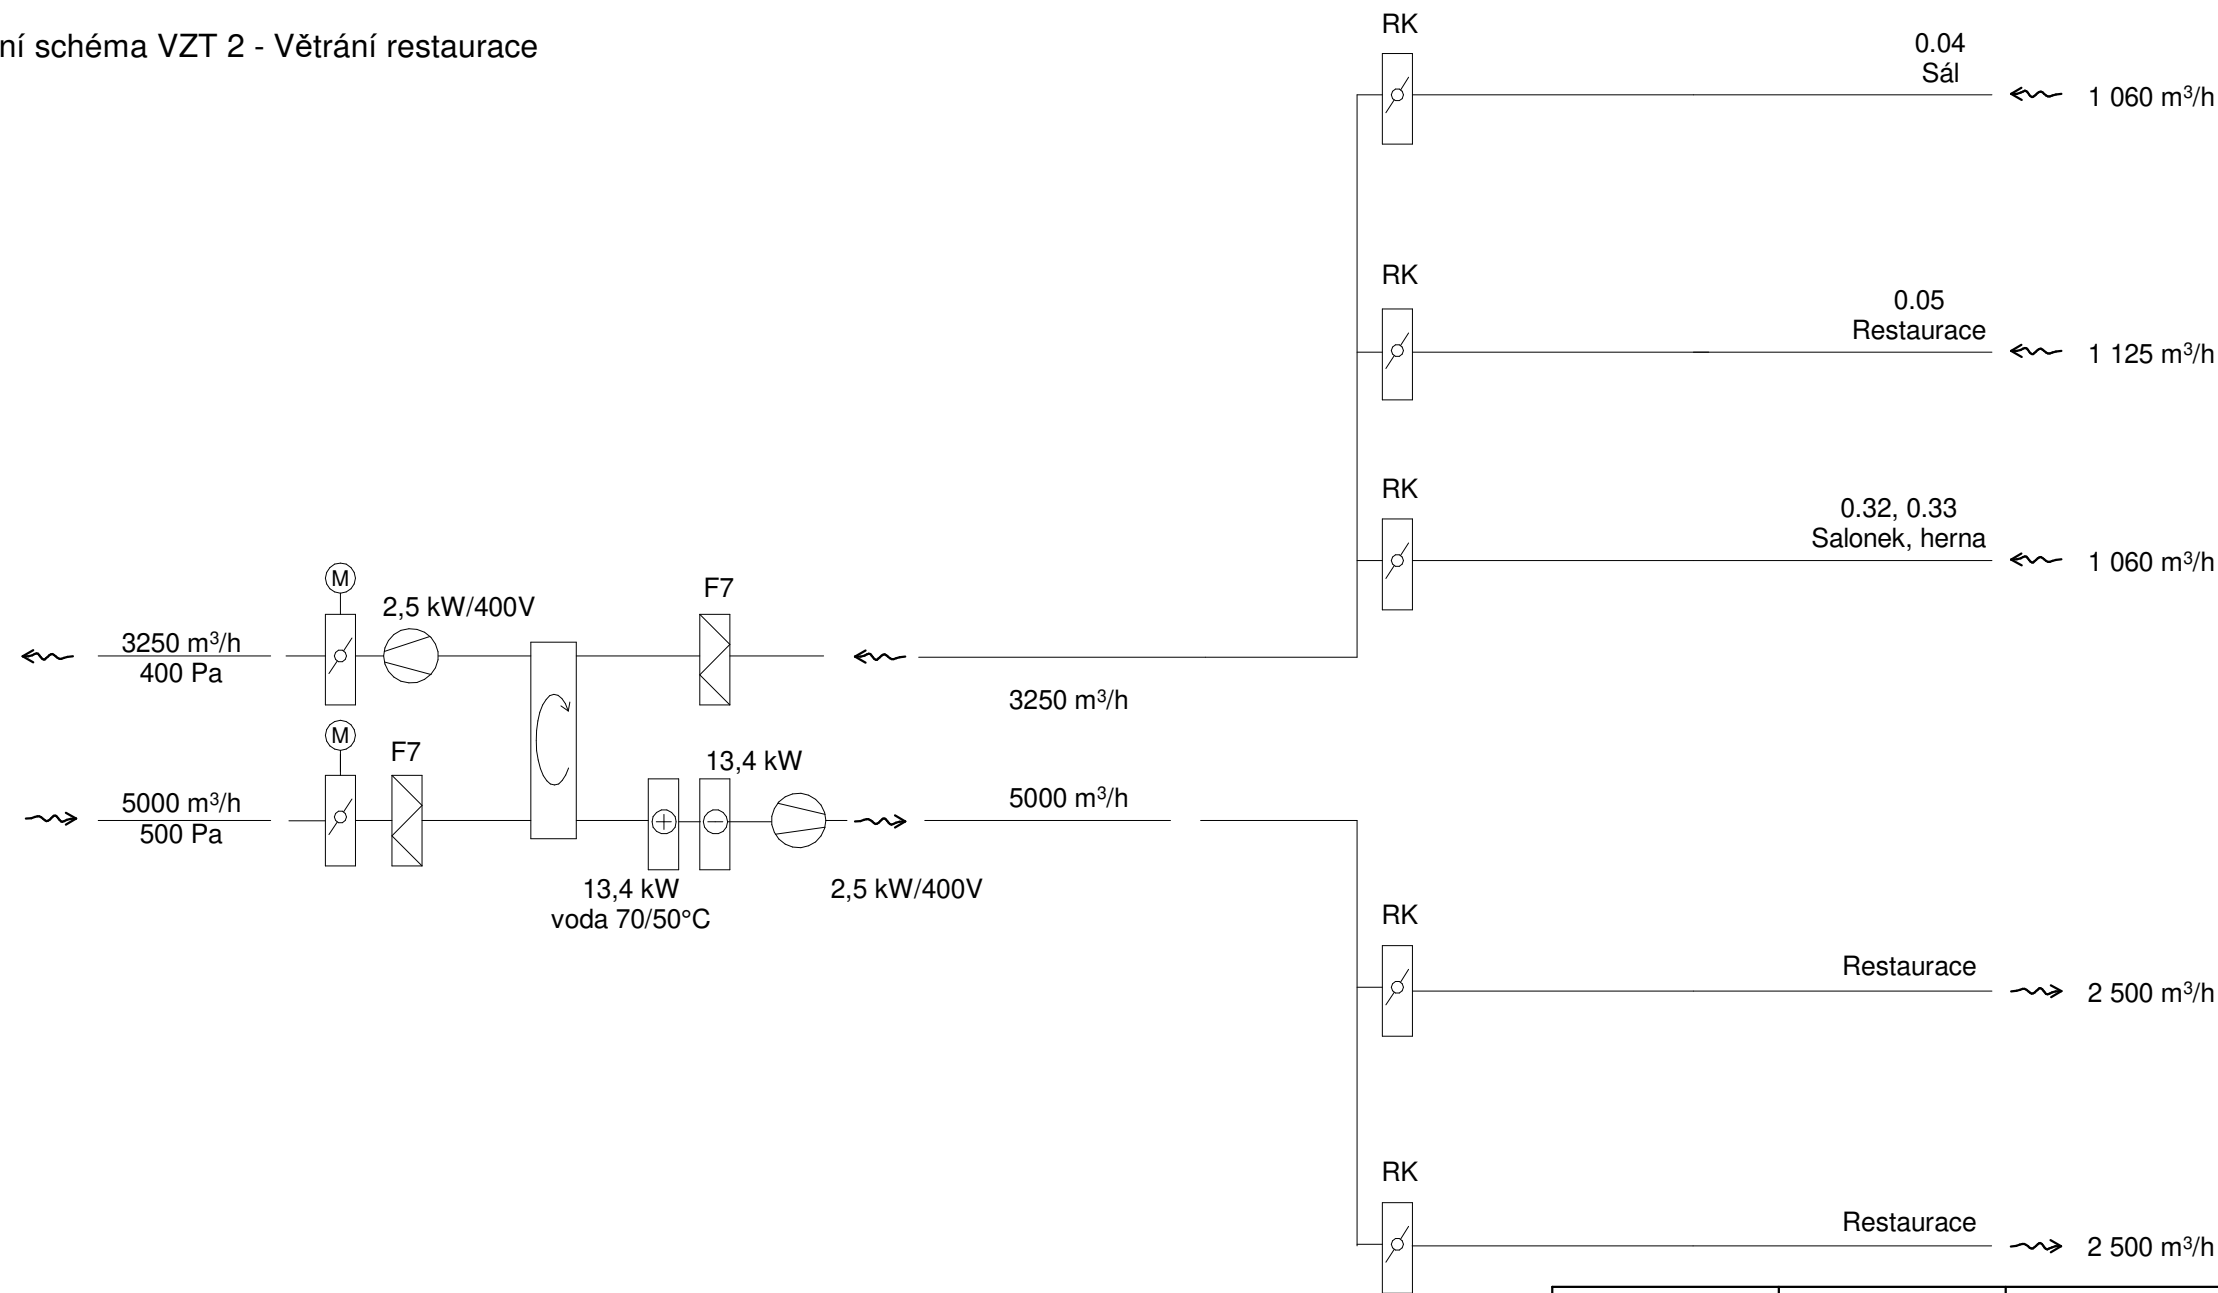 ní schéma VZT 2 - Větrání restaurace
RK
0.04
Sál
1 060 m³/h
RK
0.05
Restaurace
1 125 m³/h
RK
0.32, 0.33
Salonek, herna
1 060 m³/h
M
2,5 kW/400V
F7
3250 m³/h
400 Pa
3250 m³/h
M
F7
13,4 kW
5000 m³/h
500 Pa
5000 m³/h
13,4 kW
voda 70/50°C
2,5 kW/400V
RK
Restaurace
2 500 m³/h
RK
Restaurace
2 500 m³/h